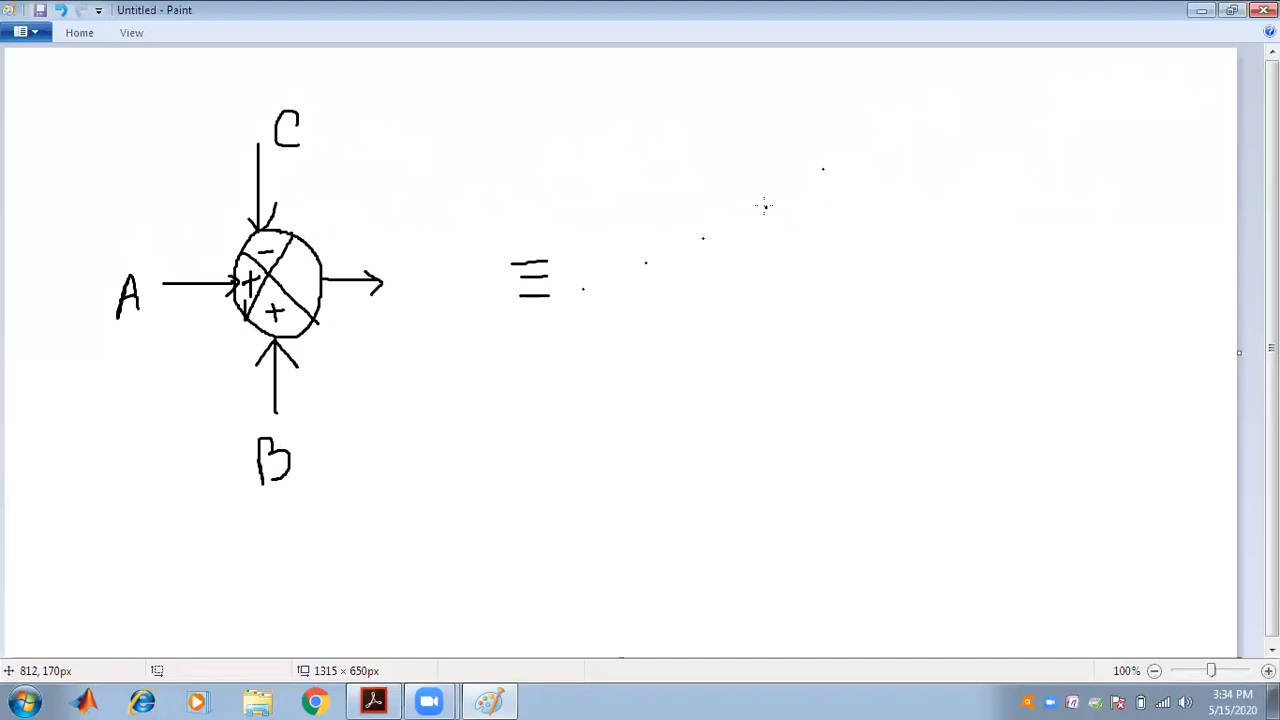 Untitled - Paint
Home View
C
-
A + ≡
+
B
812, 170px 1315 × 650px 100%
3:34 PM
5/15/2020